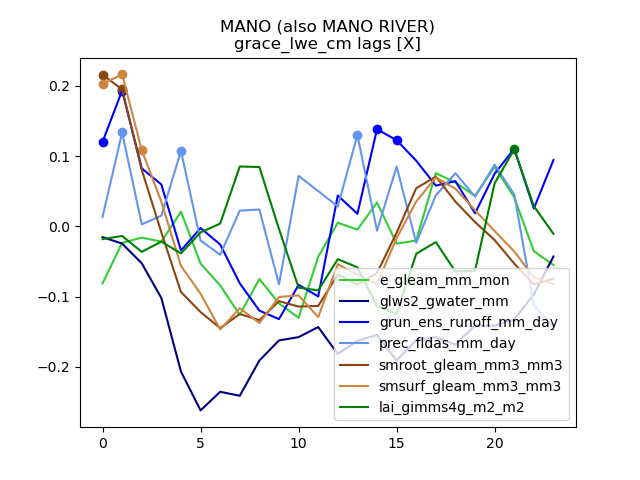 MANO (also MANO RIVER)
grace_lwe_cm lags [X]
0.2
0.1
0.0
−0.1
−0.2
0
5
10
15
20
e_gleam_mm_mon
glws2_gwater_mm
grun_ens_runoff_mm_day
prec_fldas_mm_day
smroot_gleam_mm3_mm3
smsurf_gleam_mm3_mm3
lai_gimms4g_m2_m2